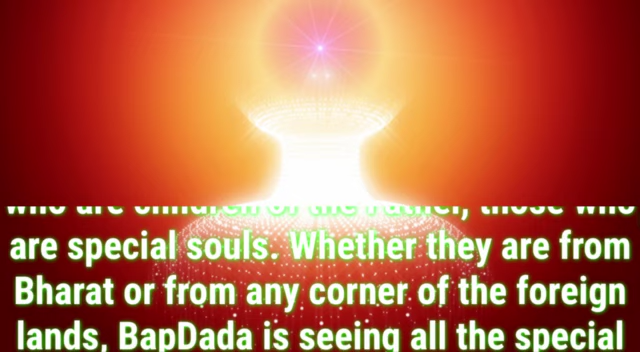 who are children of the Father, those who
are special souls. Whether they are from
Bharat or from any corner of the foreign
lands, BapDada is seeing all the special